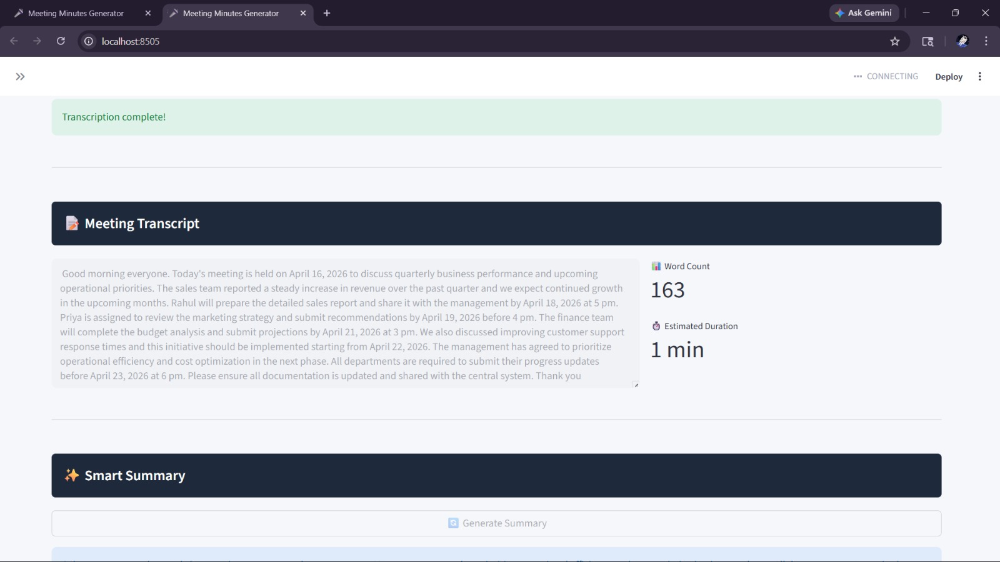 Meeting Minutes Generator
Meeting Minutes Generator
Ask Gemini
localhost:8505
CONNECTING
Deploy
Transcription complete!
Meeting Transcript
Good morning everyone. Today's meeting is held on April 16, 2026 to discuss quarterly business performance and upcoming
operational priorities. The sales team reported a steady increase in revenue over the past quarter and we expect continued growth
in the upcoming months. Rahul will prepare the detailed sales report and share it with the management by April 18, 2026 at 5 pm.
Priya is assigned to review the marketing strategy and submit recommendations by April 19, 2026 before 4 pm. The finance team
will complete the budget analysis and submit projections by April 21, 2026 at 3 pm. We also discussed improving customer support
response times and this initiative should be implemented starting from April 22, 2026. The management has agreed to prioritize
operational efficiency and cost optimization in the next phase. All departments are required to submit their progress updates
before April 23, 2026 at 6 pm. Please ensure all documentation is updated and shared with the central system. Thank you
Word Count
163
Estimated Duration
1 min
Smart Summary
Generate Summary